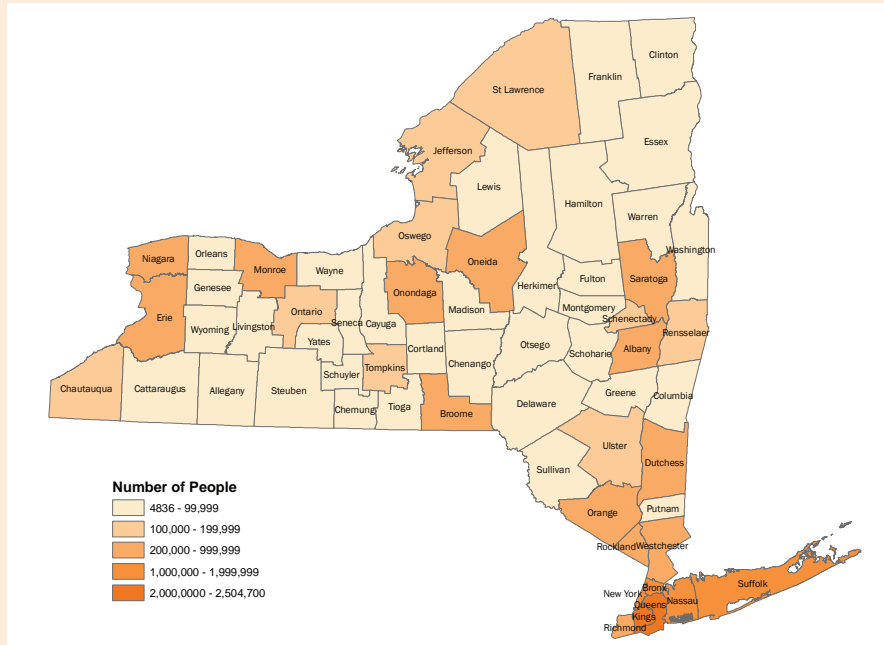 Clinton
Franklin
St Lawrence
Essex
Jefferson
Lewis
Hamilton
Warren
Washington
Oswego
Oneida
Herkimer
Niagara
Orleans
Monroe
Wayne
Genesee
Fulton
Saratoga
Onondaga
Madison
Montgomery
Erie
Ontario
Seneca
Cayuga
Schenectady
Wyoming
Livingston
Yates
Rensselaer
Otsego
Schoharie
Albany
Cortland
Chenango
Tompkins
Schuyler
Chautauqua
Cattaraugus
Allegany
Steuben
Greene
Columbia
Chemung
Tioga
Broome
Delaware
Ulster
Dutchess
Sullivan
Orange
Putnam
Rockland
Westchester
Number of People
4836 - 99,999
100,000 - 199,999
200,000 - 999,999
1,000,000 - 1,999,999
2,000,0000 - 2,504,700
Bronx
New York
Queens
Nassau
Suffolk
Kings
Richmond